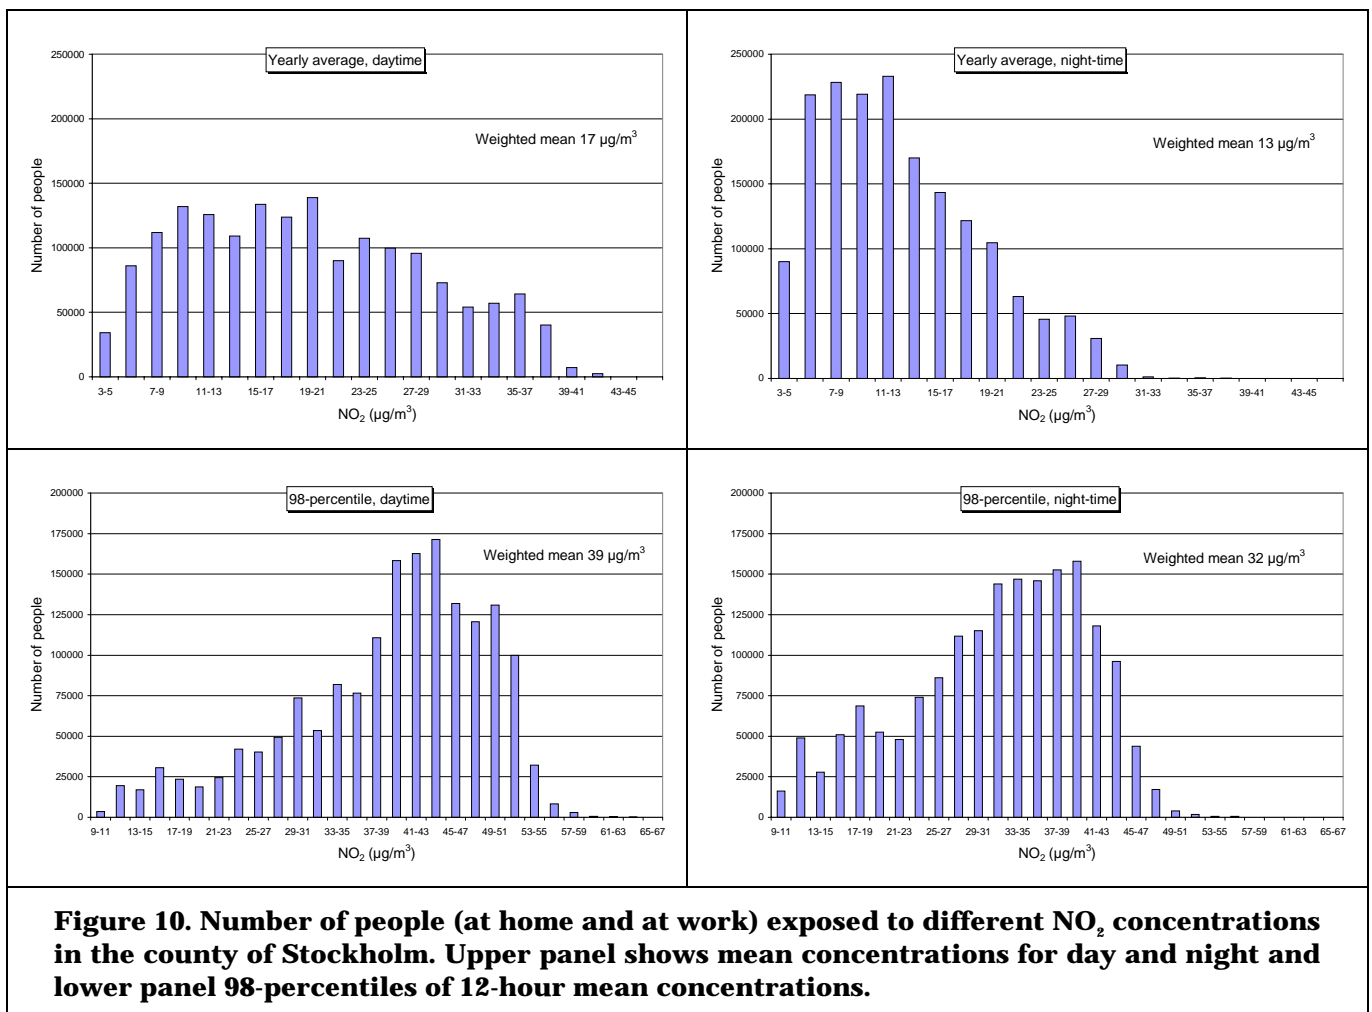 Yearly average, daytime
Weighted mean 17 µg/m³
Number of people
250000
200000
150000
100000
50000
0
3-5 7-9 11-13 15-17 19-21 23-25 27-29 31-33 35-37 39-41 43-45
NO₂ (µg/m³)
Yearly average, night-time
Weighted mean 13 µg/m³
Number of people
250000
200000
150000
100000
50000
0
3-5 7-9 11-13 15-17 19-21 23-25 27-29 31-33 35-37 39-41 43-45
NO₂ (µg/m³)
98-percentile, daytime
Weighted mean 39 µg/m³
Number of people
200000
175000
150000
125000
100000
75000
50000
25000
0
9-11 13-15 17-19 21-23 25-27 29-31 33-35 37-39 41-43 45-47 49-51 53-55 57-59 61-63 65-67
NO₂ (µg/m³)
98-percentile, night-time
Weighted mean 32 µg/m³
Number of people
200000
175000
150000
125000
100000
75000
50000
25000
0
9-11 13-15 17-19 21-23 25-27 29-31 33-35 37-39 41-43 45-47 49-51 53-55 57-59 61-63 65-67
NO₂ (µg/m³)
Figure 10. Number of people (at home and at work) exposed to different NO₂ concentrations
in the county of Stockholm. Upper panel shows mean concentrations for day and night and
lower panel 98-percentiles of 12-hour mean concentrations.